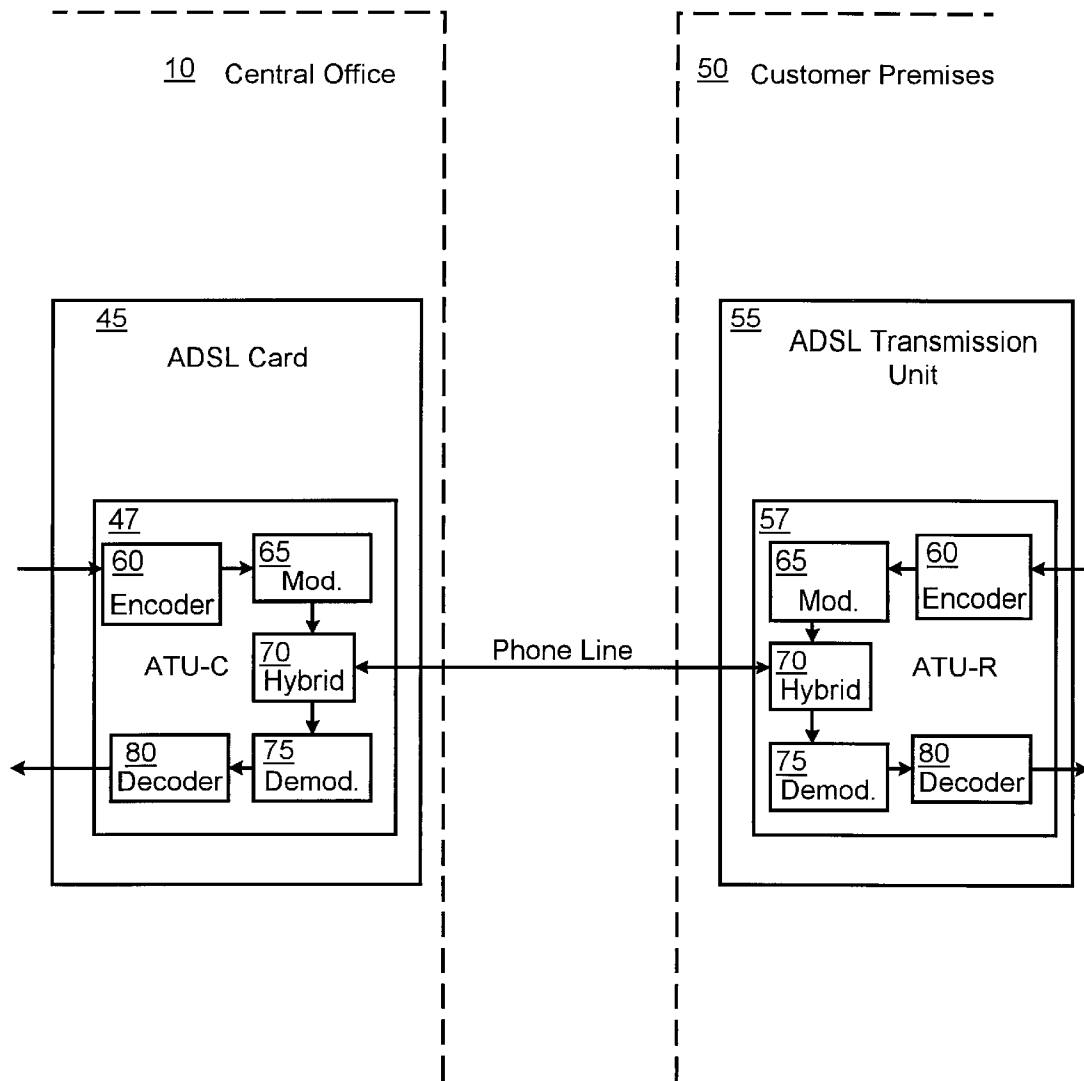 10 Central Office
50 Customer Premises
45
ADSL Card
55
ADSL Transmission
Unit
47
60
Encoder
65
Mod.
ATU-C
70
Hybrid
80
Decoder
75
Demod.
Phone Line
57
65
Mod.
60
Encoder
70
Hybrid
ATU-R
75
Demod.
80
Decoder